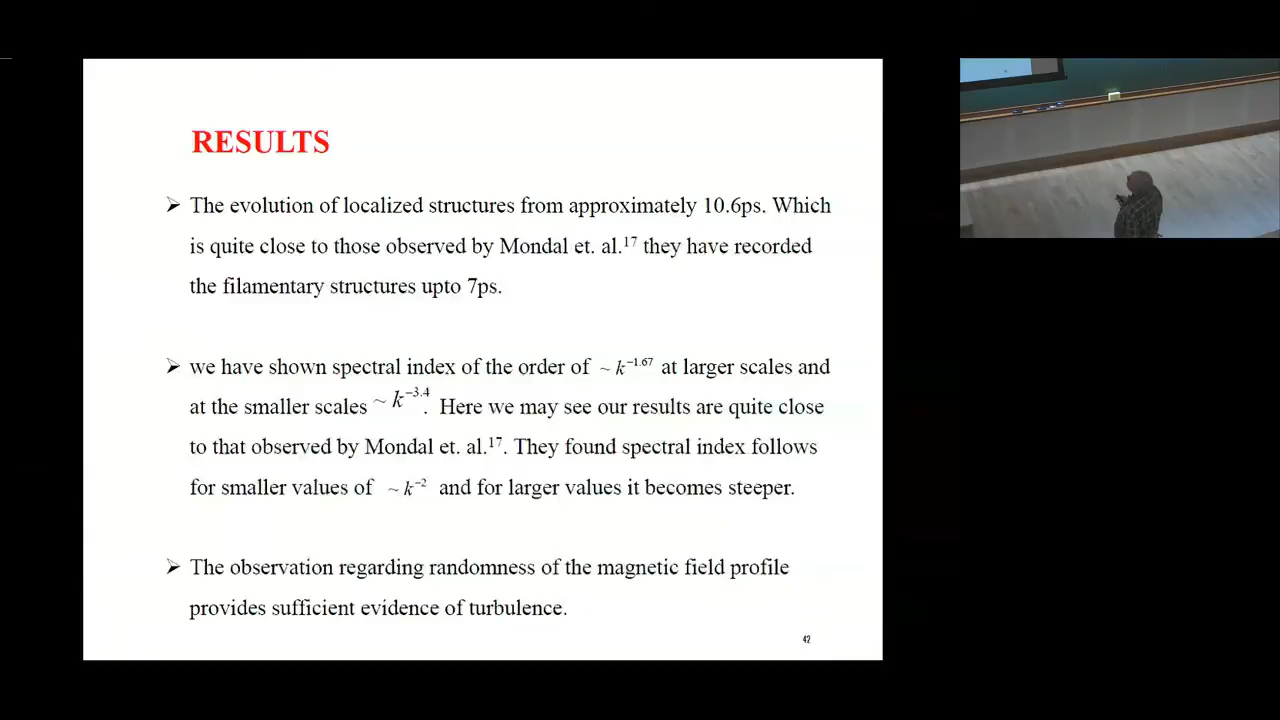 RESULTS
➢ The evolution of localized structures from approximately 10.6ps. Which
is quite close to those observed by Mondal et. al.¹⁷ they have recorded
the filamentary structures upto 7ps.
➢ we have shown spectral index of the order of ~ k⁻¹·⁶⁷ at larger scales and
at the smaller scales ~ k⁻³·⁴. Here we may see our results are quite close
to that observed by Mondal et. al.¹⁷. They found spectral index follows
for smaller values of ~ k⁻² and for larger values it becomes steeper.
➢ The observation regarding randomness of the magnetic field profile
provides sufficient evidence of turbulence.
42